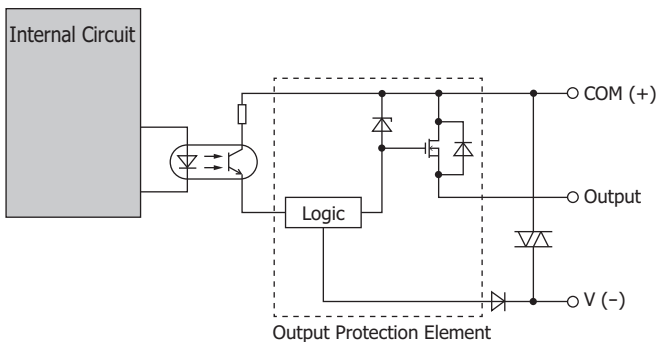 Internal Circuit
COM (+)
Output
Logic
V (−)
Output Protection Element